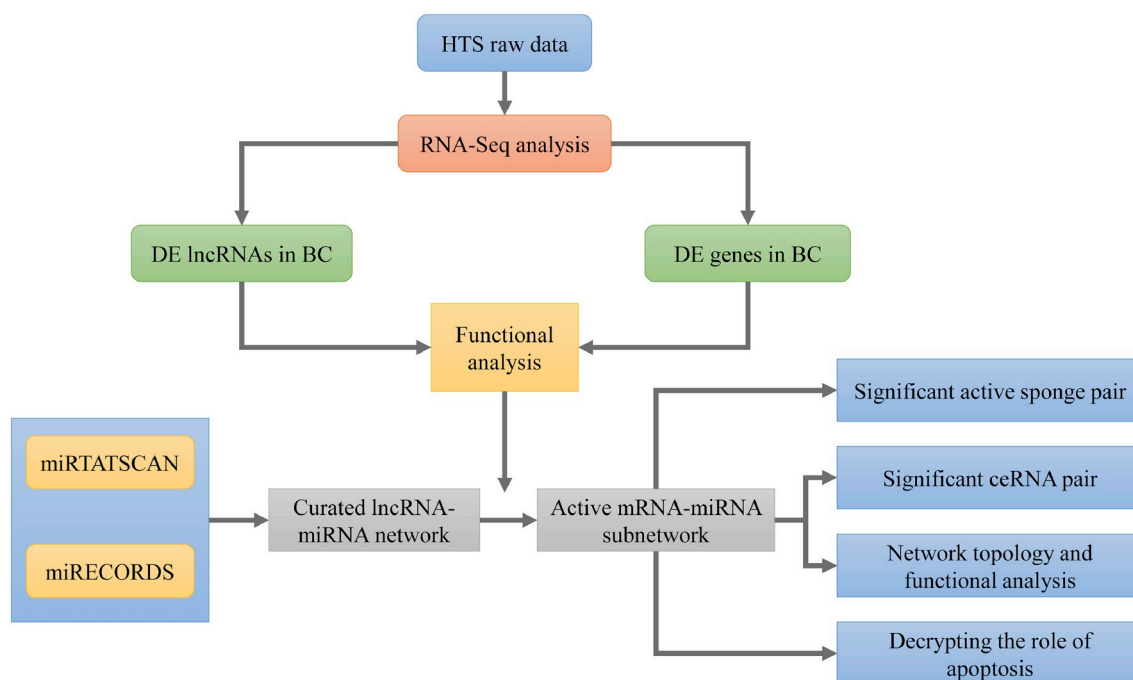 HTS raw data
RNA-Seq analysis
DE lncRNAs in BC
DE genes in BC
Functional
analysis
Significant active sponge pair
miRTATSCAN
Significant ceRNA pair
Curated lncRNA-
miRNA network
Active mRNA-miRNA
subnetwork
miRECORDS
Network topology and
functional analysis
Decrypting the role of
apoptosis